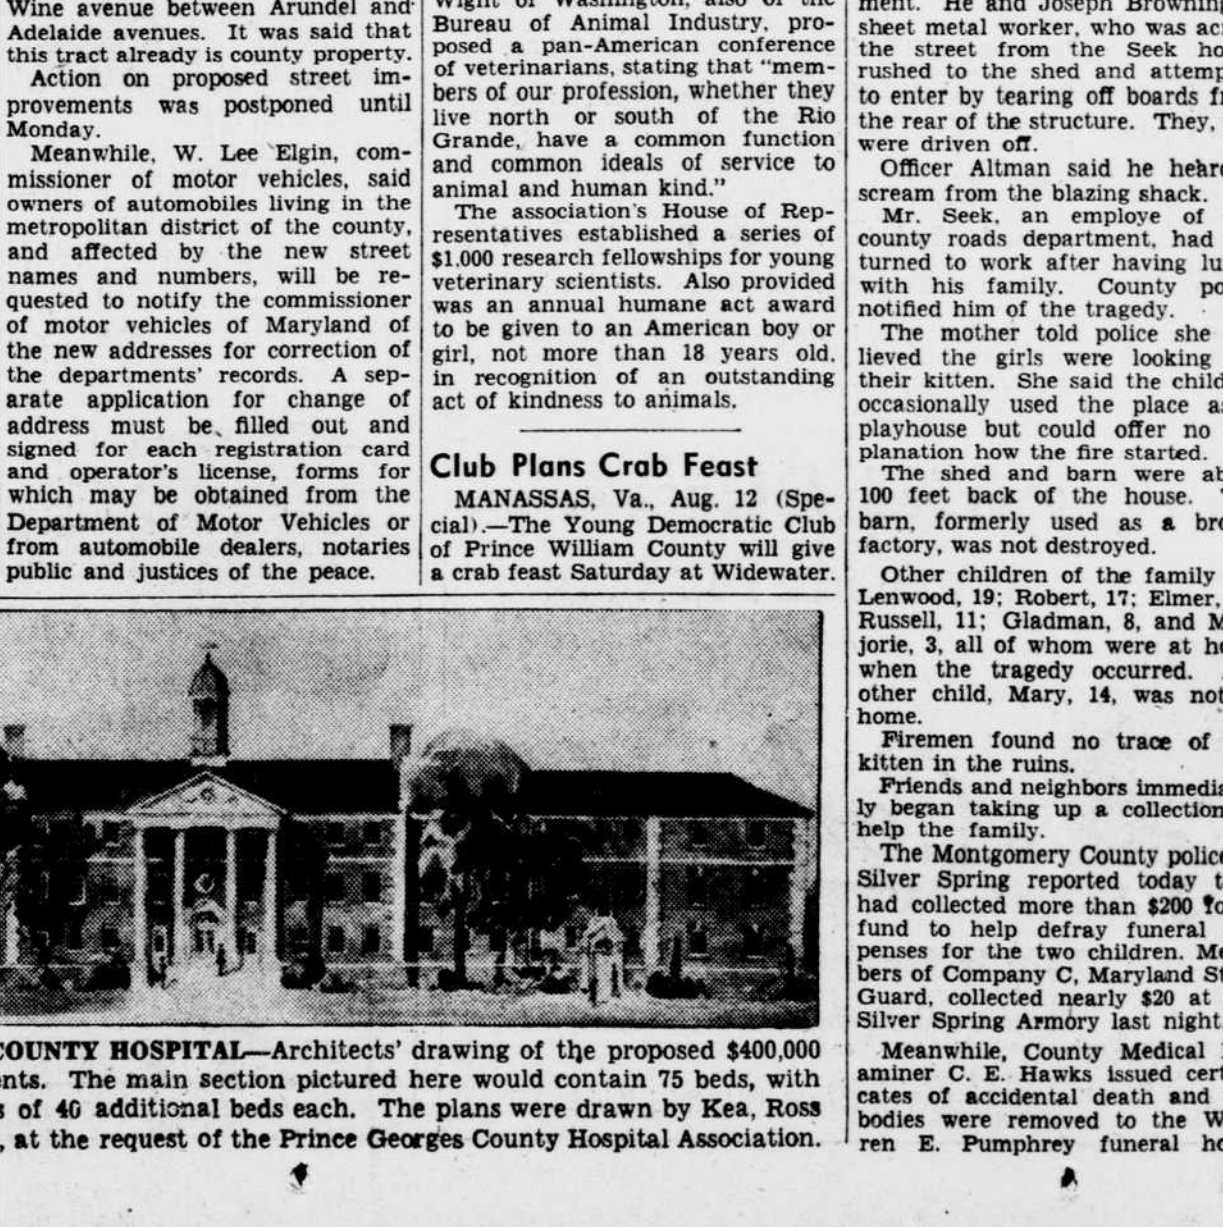 Wine avenue between Arundel and
Adelaide avenues. It was said that
this tract already is county property.
Action on proposed street im-
provements was postponed until
Monday.
Meanwhile, W. Lee Elgin, com-
missioner of motor vehicles, said
owners of automobiles living in the
metropolitan district of the county,
and affected by the new street
names and numbers, will be re-
quested to notify the commissioner
of motor vehicles of Maryland of
the new addresses for correction of
the departments' records. A sep-
arate application for change of
address must be filled out and
signed for each registration card
and operator's license, forms for
which may be obtained from the
Department of Motor Vehicles or
from automobile dealers, notaries
public and justices of the peace.
Wight of Washington, also of the
Bureau of Animal Industry, pro-
posed a pan-American conference
of veterinarians, stating that "mem-
bers of our profession, whether they
live north or south of the Rio
Grande, have a common function
and common ideals of service to
animal and human kind."
The association's House of Rep-
resentatives established a series of
$1,000 research fellowships for young
veterinary scientists. Also provided
was an annual humane act award
to be given to an American boy or
girl, not more than 18 years old,
in recognition of an outstanding
act of kindness to animals.
Club Plans Crab Feast
MANASSAS, Va., Aug. 12 (Spe-
cial).—The Young Democratic Club
of Prince William County will give
a crab feast Saturday at Widewater.
COUNTY HOSPITAL—Architects' drawing of the proposed $400,000
nts. The main section pictured here would contain 75 beds, with
s of 40 additional beds each. The plans were drawn by Kea, Ross
, at the request of the Prince Georges County Hospital Association.
ment. He and Joseph Browning
sheet metal worker, who was ac
the street from the Seek ho
rushed to the shed and attemp
to enter by tearing off boards f
the rear of the structure. They,
were driven off.
Officer Altman said he heard
scream from the blazing shack.
Mr. Seek, an employe of
county roads department, had
turned to work after having lu
with his family. County po
notified him of the tragedy.
The mother told police she
lieved the girls were looking
their kitten. She said the child
occasionally used the place a
playhouse but could offer no
planation how the fire started.
The shed and barn were ab
100 feet back of the house.
barn, formerly used as a bro
factory, was not destroyed.
Other children of the family
Lenwood, 19; Robert, 17; Elmer,
Russell, 11; Gladman, 8, and M
jorie, 3, all of whom were at ho
when the tragedy occurred.
other child, Mary, 14, was not
home.
Firemen found no trace of
kitten in the ruins.
Friends and neighbors immedia
ly began taking up a collection
help the family.
The Montgomery County police
Silver Spring reported today t
had collected more than $200 fo
fund to help defray funeral
penses for the two children. Me
bers of Company C, Maryland St
Guard, collected nearly $20 at
Silver Spring Armory last night.
Meanwhile, County Medical
aminer C. E. Hawks issued cert
cates of accidental death and
bodies were removed to the W
ren E. Pumphrey funeral ho